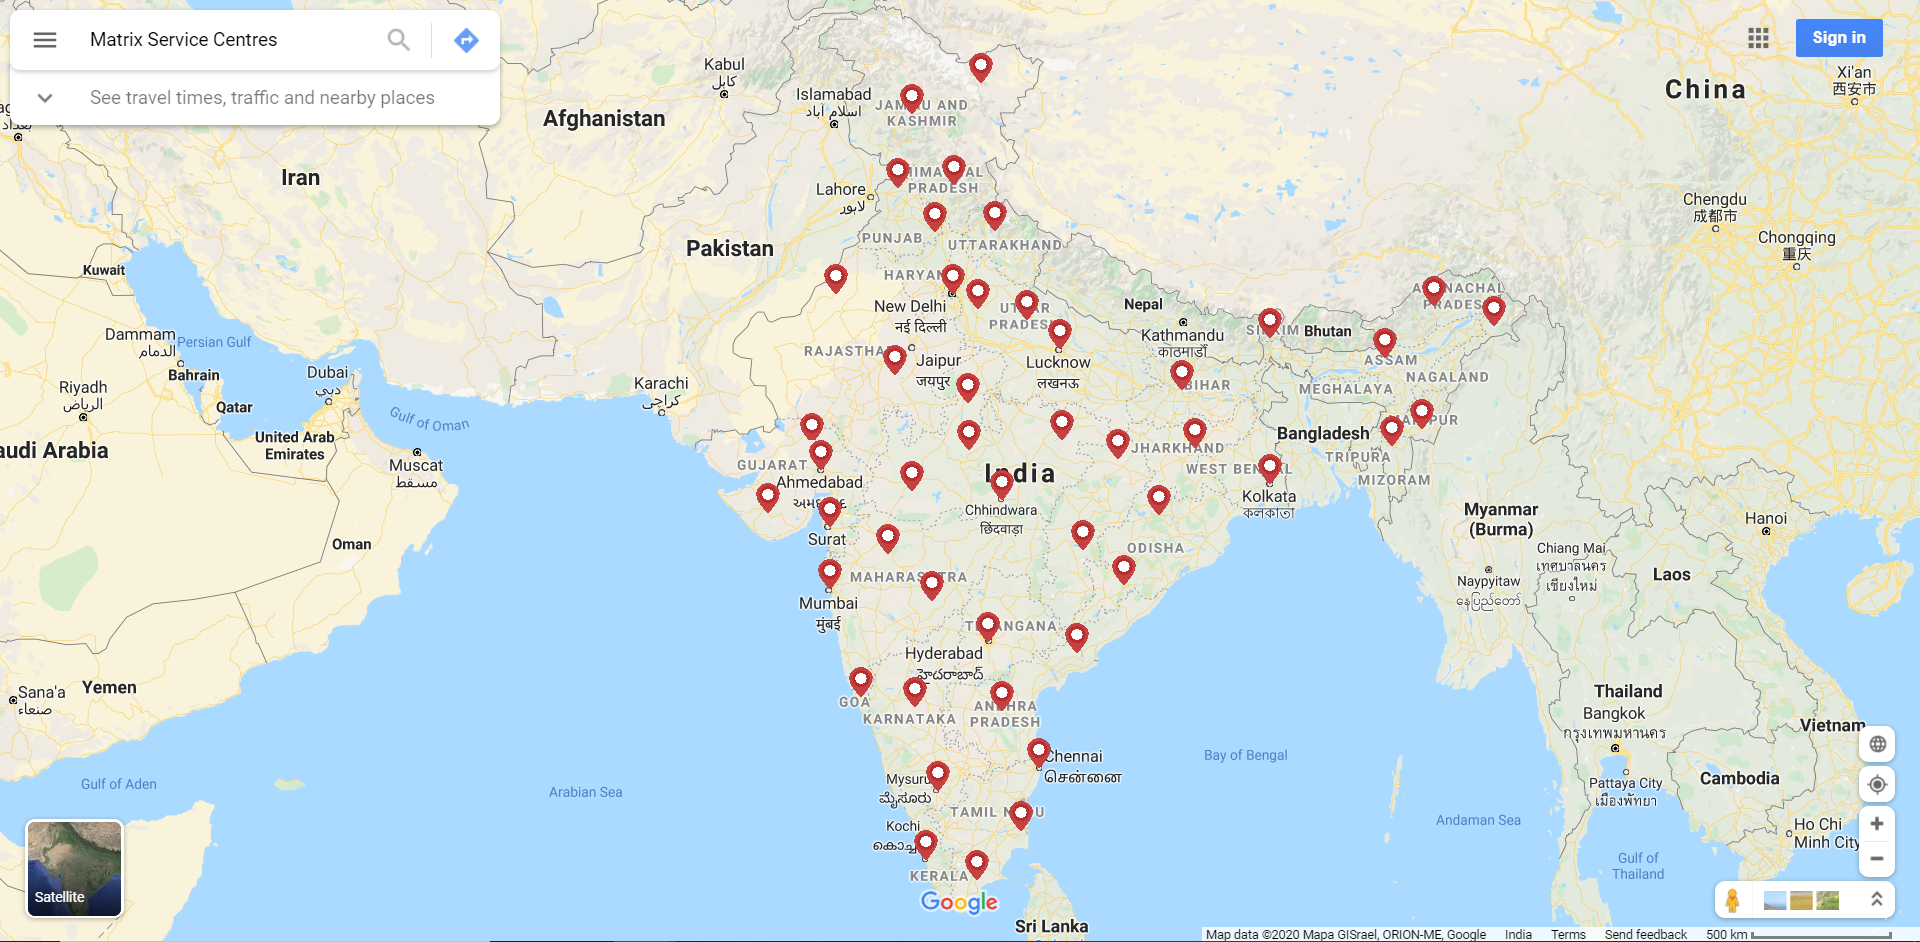 Matrix Service Centres
See travel times, traffic and nearby places
Sign in
Kabul
کابل
Islamabad
اسلام آباد
JAMMU AND
KASHMIR
China
Xi'an
西安市
Afghanistan
Iran
Lahore
لاہور
HIMACHAL
PRADESH
Chengdu
成都市
Chongqing
重庆
Pakistan
PUNJAB
UTTARAKHAND
Kuwait
HARYANA
New Delhi
नई दिल्ली
UTTAR
PRADESH
Nepal
Kathmandu
काठमाडौं
SIKKIM
Bhutan
ARUNACHAL
PRADESH
Dammam
الدمام
Persian Gulf
Bahrain
Dubai
دبي
RAJASTHAN
Jaipur
जयपुर
Lucknow
लखनऊ
BIHAR
ASSAM
NAGALAND
MEGHALAYA
Riyadh
الرياض
Qatar
Karachi
کراچی
Gulf of Oman
United Arab
Emirates
Saudi Arabia
Muscat
مسقط
GUJARAT
Ahmedabad
India
JHARKHAND
WEST BENGAL
Bangladesh
MANIPUR
TRIPURA
MIZORAM
Kolkata
কলকাতা
Chhindwara
छिंदवाड़ा
Surat
Oman
ODISHA
Myanmar
(Burma)
Hanoi
Chiang Mai
เทศบาลนคร
เชียงใหม่
Laos
Naypyitaw
နေပြည်တော်
MAHARASHTRA
Mumbai
मुंबई
TELANGANA
Hyderabad
హైదరాబాద్
Sana'a
صنعاء
Yemen
GOA
KARNATAKA
ANDHRA
PRADESH
Thailand
Bangkok
กรุงเทพมหานคร
Vietnam
Chennai
சென்னை
Bay of Bengal
Gulf of Aden
Arabian Sea
Mysuru
ಮೈಸೂರು
Pattaya City
เมืองพัทยา
Cambodia
TAMIL NADU
Kochi
കൊച്ചി
Andaman Sea
Ho Chi
Minh City
KERALA
Gulf of
Thailand
Satellite
Google
Sri Lanka
Map data ©2020 Mapa GISrael, ORION-ME, Google India Terms Send feedback 500 km